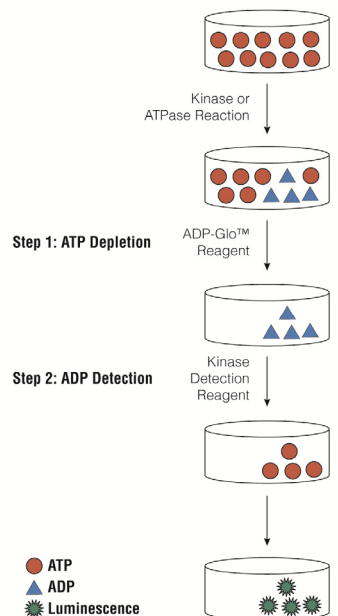 Kinase or
ATPase Reaction
Step 1: ATP Depletion
ADP-Glo™
Reagent
Step 2: ADP Detection
Kinase
Detection
Reagent
ATP
ADP
Luminescence